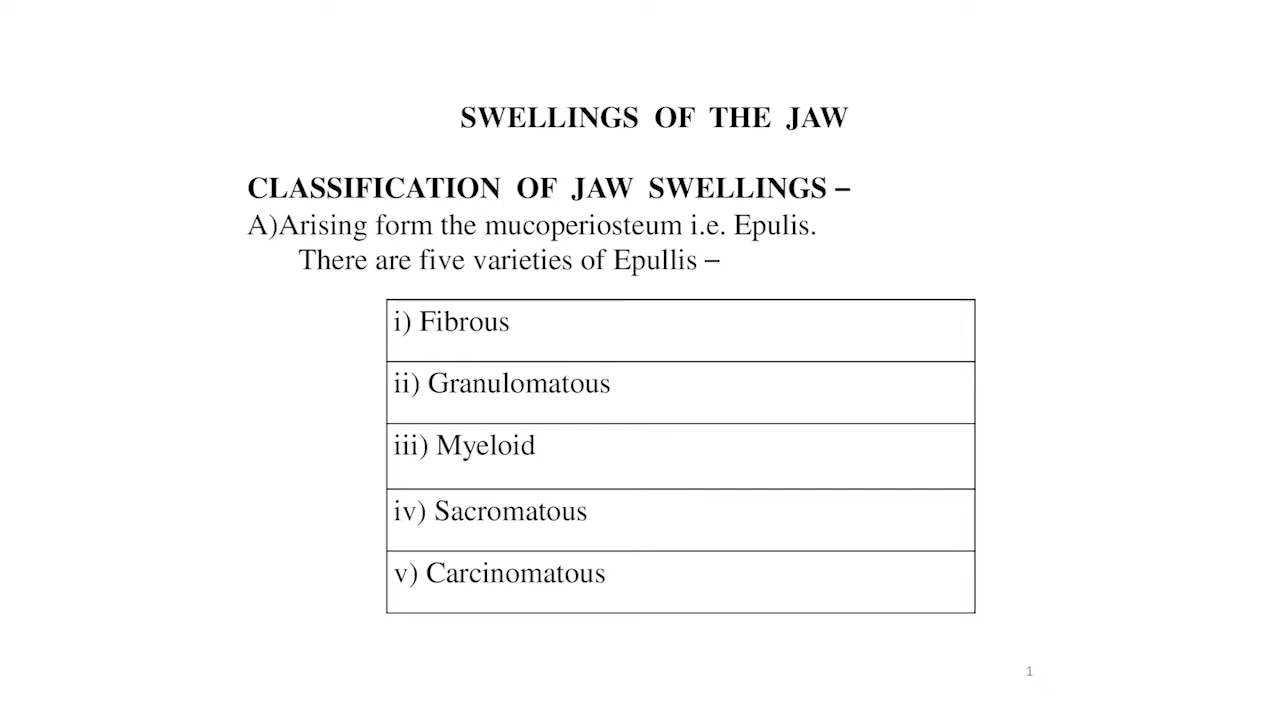 SWELLINGS OF THE JAW
CLASSIFICATION OF JAW SWELLINGS –
A)Arising form the mucoperiosteum i.e. Epulis.
There are five varieties of Epullis –
i) Fibrous
ii) Granulomatous
iii) Myeloid
iv) Sacromatous
v) Carcinomatous
1